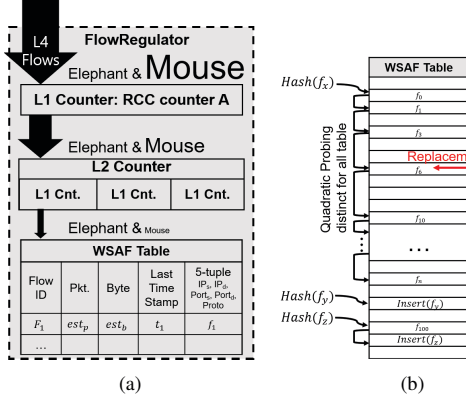 L4
Flows
FlowRegulator
Elephant & Mouse
L1 Counter: RCC counter A
Elephant & Mouse
L2 Counter
L1 Cnt. L1 Cnt. L1 Cnt.
Elephant & Mouse
WSAF Table
Flow ID Pkt. Byte Last Time Stamp 5-tuple IPs, IPd, Ports, Portd, Proto
F1 estp estb t1 f1
...
(a)
WSAF Table
Hash(fx)
f0
f1
f3
Replacem
f6
Quadratic Probing
distinct for all table
f10
...
fn
Hash(fy)
Insert(fy)
Hash(fz)
f100
Insert(fz)
(b)